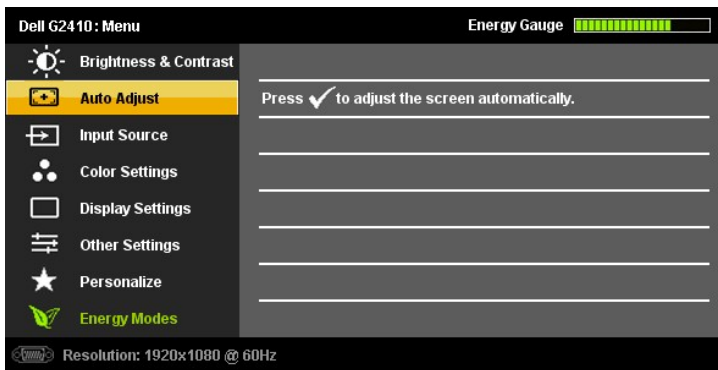 Dell G2410 : Menu
Energy Gauge
Brightness & Contrast
Auto Adjust
Press ✓ to adjust the screen automatically.
Input Source
Color Settings
Display Settings
Other Settings
Personalize
Energy Modes
Resolution: 1920x1080 @ 60Hz